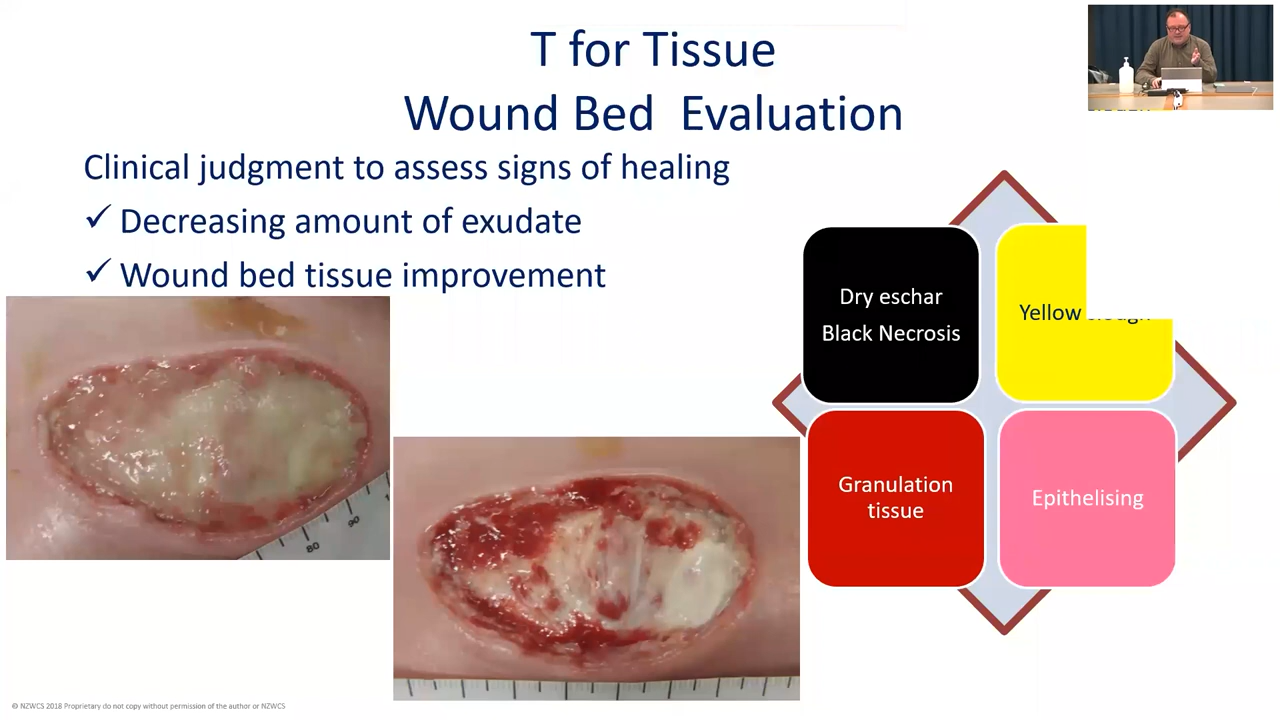 T for Tissue
Wound Bed Evaluation
Clinical judgment to assess signs of healing
✓ Decreasing amount of exudate
✓ Wound bed tissue improvement
Dry eschar
Black Necrosis
Yellow
Granulation
tissue
Epithelising
80
90
© NZWCS 2018 Proprietary do not copy without permission of the author or NZWCS